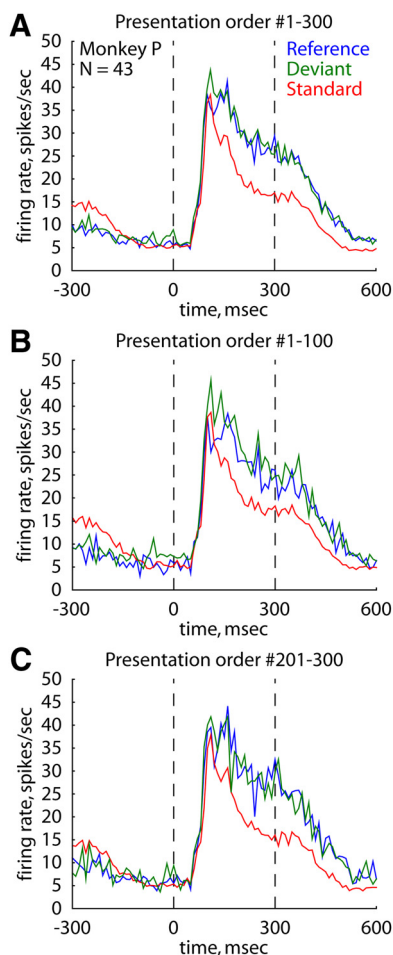 A
Presentation order #1-300
Monkey P
N = 43
Reference
Deviant
Standard
firing rate, spikes/sec
50
45
40
35
30
25
20
15
10
5
0
-300
0
300
600
time, msec
B
Presentation order #1-100
firing rate, spikes/sec
50
45
40
35
30
25
20
15
10
5
0
-300
0
300
600
time, msec
C
Presentation order #201-300
firing rate, spikes/sec
50
45
40
35
30
25
20
15
10
5
0
-300
0
300
600
time, msec